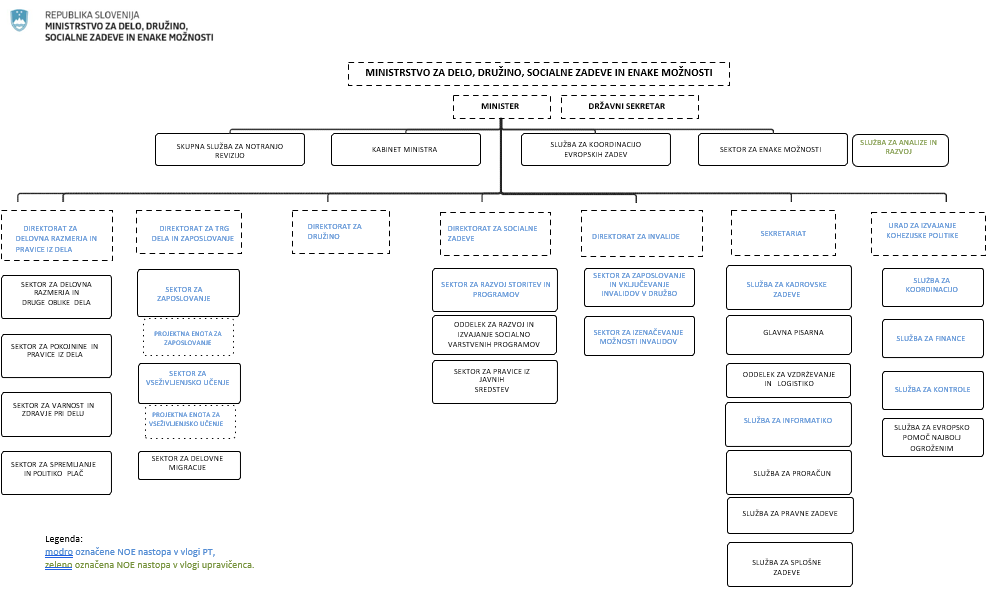 REPUBLIKA SLOVENIJA
MINISTRSTVO ZA DELO, DRUŽINO,
SOCIALNE ZADEVE IN ENAKE MOŽNOSTI
MINISTRSTVO ZA DELO, DRUŽINO, SOCIALNE ZADEVE IN ENAKE MOŽNOSTI
MINISTER
DRŽAVNI SEKRETAR
SKUPNA SLUŽBA ZA NOTRANJO
REVIZIJO
KABINET MINISTRA
SLUŽBA ZA KOORDINACIJO
EVROPSKIH ZADEV
SEKTOR ZA ENAKE MOŽNOSTI
SLUŽBA ZA ANALIZE IN
RAZVOJ
DIREKTORAT ZA
DELOVNA RAZMERJA IN
PRAVICE IZ DELA
SEKTOR ZA DELOVNA
RAZMERJA IN
DRUGE OBLIKE DELA
SEKTOR ZA POKOJNINE IN
PRAVICE IZ DELA
SEKTOR ZA VARNOST IN
ZDRAVJE PRI DELU
SEKTOR ZA SPREMLJANJE
IN POLITIKO PLAČ
DIREKTORAT ZA TRG
DELA IN ZAPOSLOVANJE
SEKTOR ZA
ZAPOSLOVANJE
PROJEKTNA ENOTA ZA
ZAPOSLOVANJE
SEKTOR ZA
VSEŽIVLJENJSKO UČENJE
PROJEKTNA ENOTA ZA
VSEŽIVLJENJSKO UČENJE
SEKTOR ZA DELOVNE
MIGRACIJE
DIREKTORAT ZA
DRUŽINO
DIREKTORAT ZA SOCIALNE
ZADEVE
SEKTOR ZA RAZVOJ STORITEV IN
PROGRAMOV
ODDELEK ZA RAZVOJ IN
IZVAJANJE SOCIALNO
VARSTVENIH PROGRAMOV
SEKTOR ZA PRAVICE IZ
JAVNIH
SREDSTEV
DIREKTORAT ZA INVALIDE
SEKTOR ZA ZAPOSLOVANJE
IN VKLJUČEVANJE
INVALIDOV V DRUŽBO
SEKTOR ZA IZENAČEVANJE
MOŽNOSTI INVALIDOV
SEKRETARIAT
SLUŽBA ZA KADROVSKE
ZADEVE
GLAVNA PISARNA
ODDELEK ZA VZDRŽEVANJE
IN LOGISTIKO
SLUŽBA ZA INFORMATIKO
SLUŽBA ZA PRORAČUN
SLUŽBA ZA PRAVNE ZADEVE
SLUŽBA ZA SPLOŠNE
ZADEVE
URAD ZA IZVAJANJE
KOHEZIJSKE POLITIKE
SLUŽBA ZA
KOORDINACIJO
SLUŽBA ZA FINANCE
SLUŽBA ZA KONTROLE
SLUŽBA ZA EVROPSKO
POMOČ NAJBOLJ
OGROŽENIM
Legenda:
modro označene NOE nastopa v vlogi PT,
zeleno označena NOE nastopa v vlogi upravičenca.